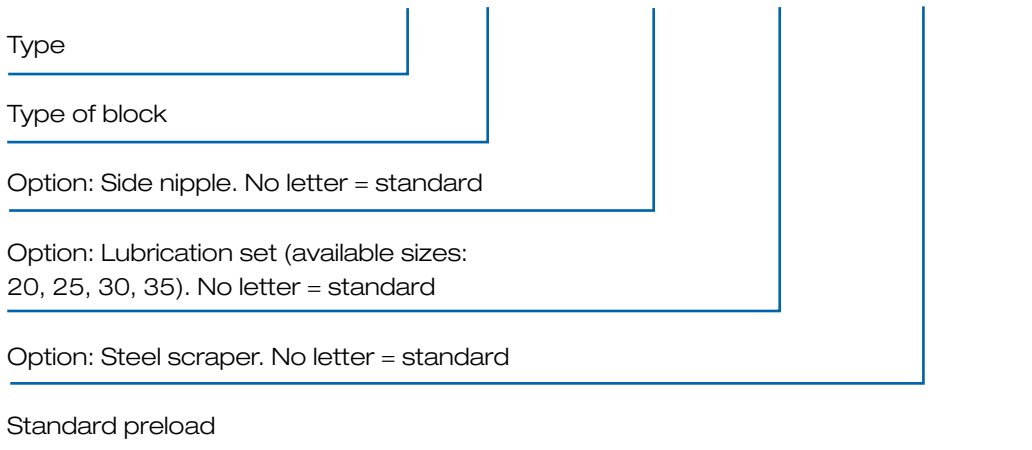 Type
Type of block
Option: Side nipple. No letter = standard
Option: Lubrication set (available sizes:
20, 25, 30, 35). No letter = standard
Option: Steel scraper. No letter = standard
Standard preload